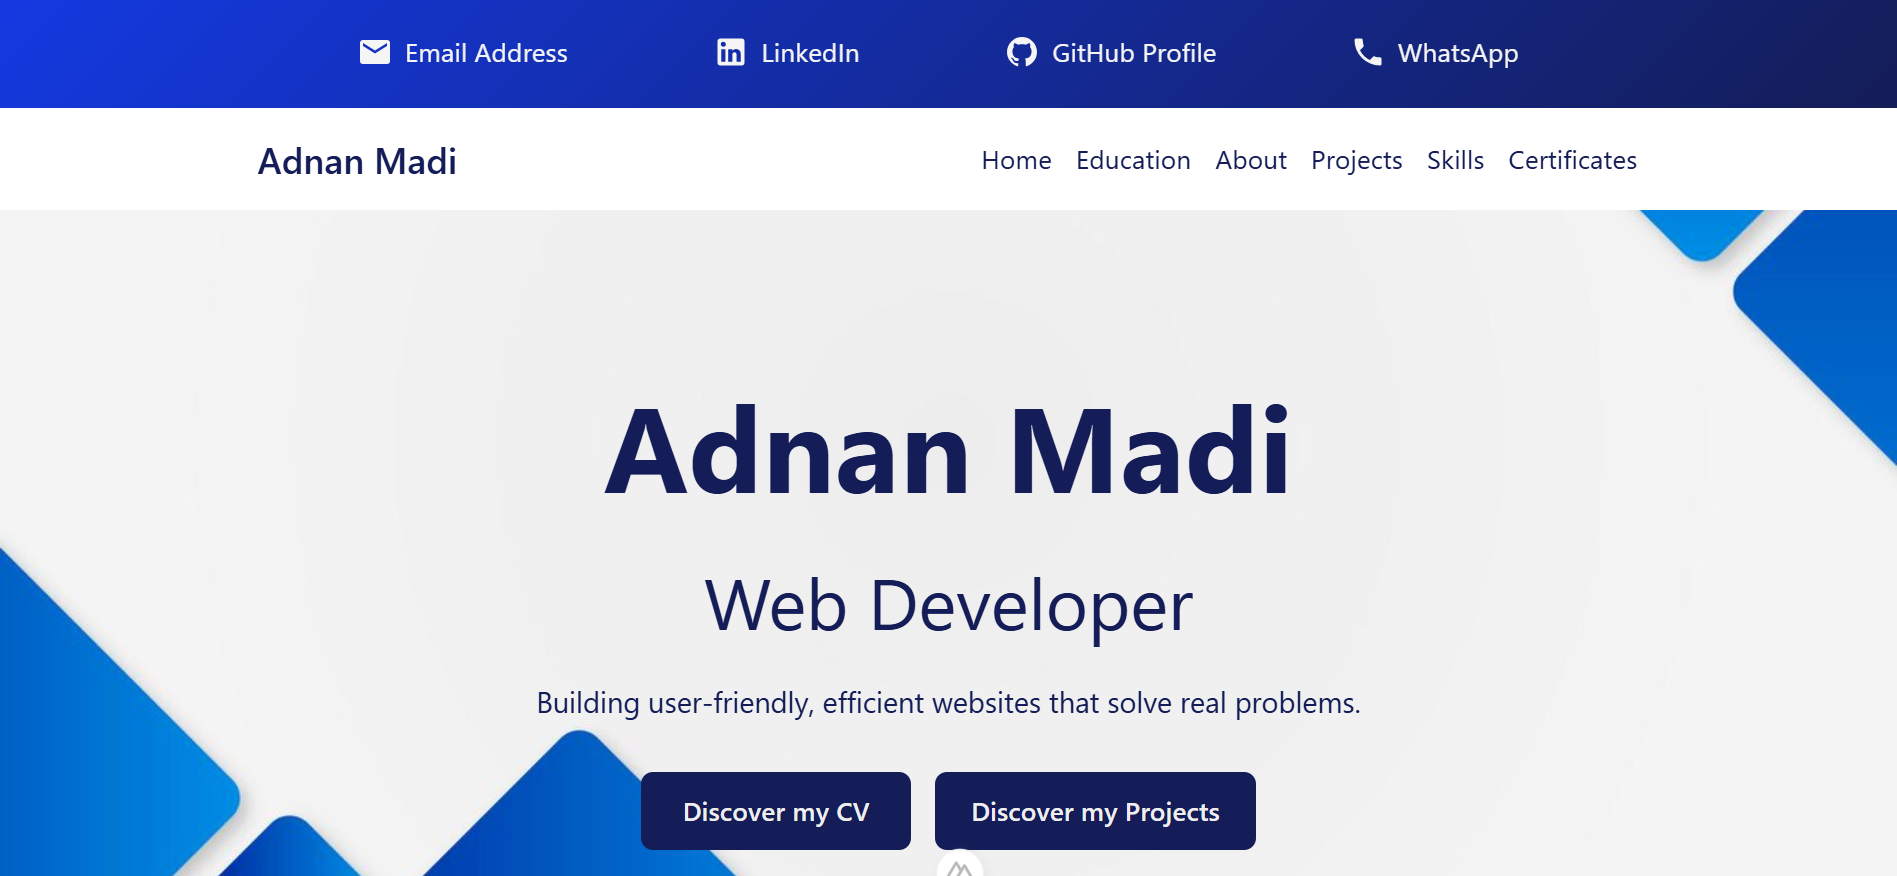 Email Address LinkedIn GitHub Profile WhatsApp
Adnan Madi Home Education About Projects Skills Certificates
Adnan Madi
Web Developer
Building user-friendly, efficient websites that solve real problems.
Discover my CV Discover my Projects